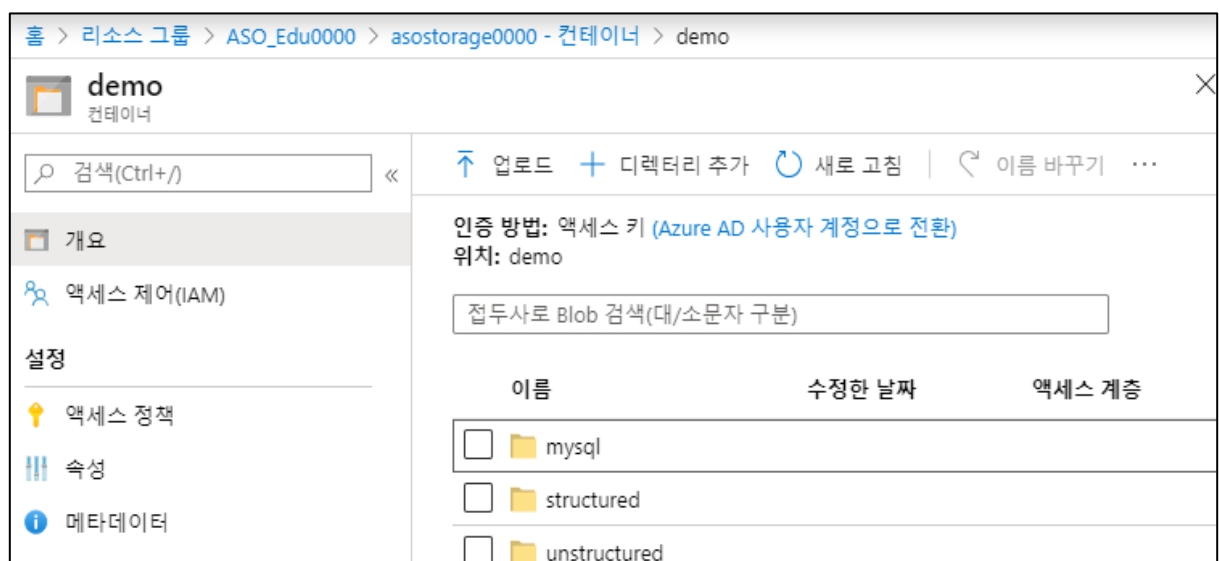 홈 > 리소스 그룹 > ASO_Edu0000 > asostorage0000 - 컨테이너 > demo
demo
컨테이너
검색(Ctrl+/)
개요
액세스 제어(IAM)
설정
액세스 정책
속성
메타데이터
업로드 디렉터리 추가 새로 고침 이름 바꾸기 ···
인증 방법: 액세스 키 (Azure AD 사용자 계정으로 전환)
위치: demo
접두사로 Blob 검색(대/소문자 구분)
이름 수정한 날짜 액세스 계층
mysql
structured
unstructured